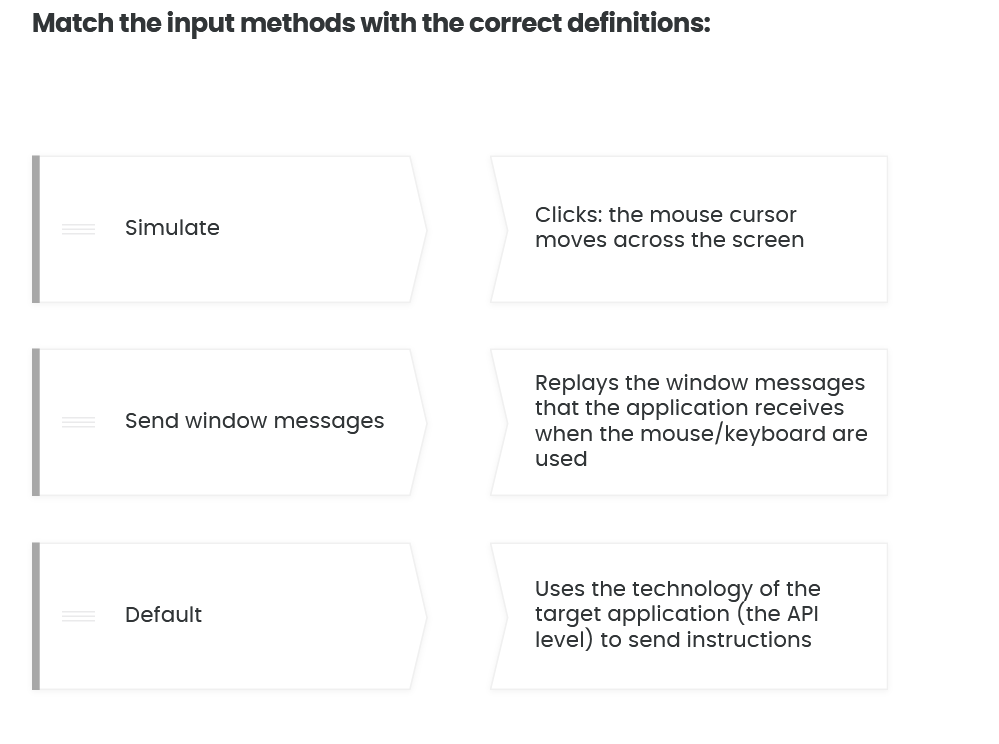 Match the input methods with the correct definitions:
Simulate
Clicks: the mouse cursor
moves across the screen
Send window messages
Replays the window messages
that the application receives
when the mouse/keyboard are
used
Default
Uses the technology of the
target application (the API
level) to send instructions